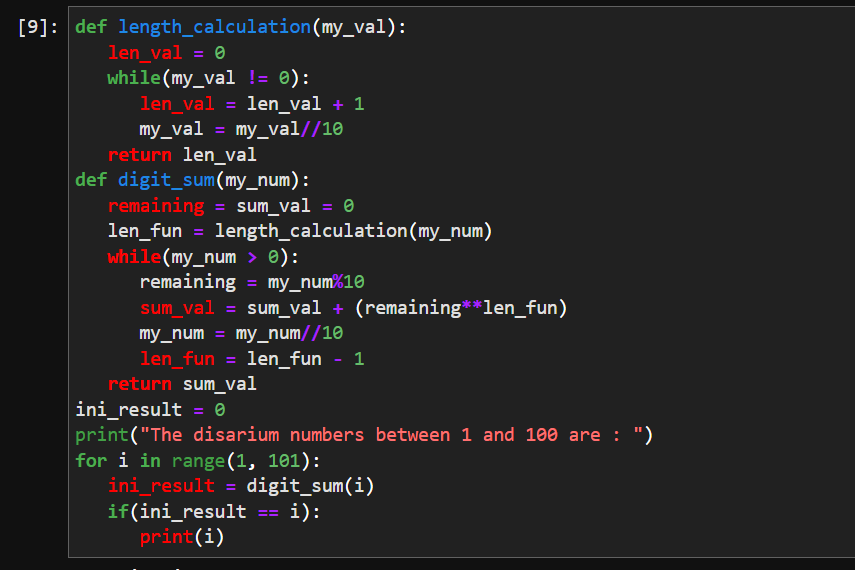 [9]: def length_calculation(my_val):
   len_val = 0
   while(my_val != 0):
      len_val = len_val + 1
      my_val = my_val//10
   return len_val
def digit_sum(my_num):
   remaining = sum_val = 0
   len_fun = length_calculation(my_num)
   while(my_num > 0):
      remaining = my_num%10
      sum_val = sum_val + (remaining**len_fun)
      my_num = my_num//10
      len_fun = len_fun - 1
   return sum_val
ini_result = 0
print("The disarium numbers between 1 and 100 are : ")
for i in range(1, 101):
   ini_result = digit_sum(i)
   if(ini_result == i):
      print(i)